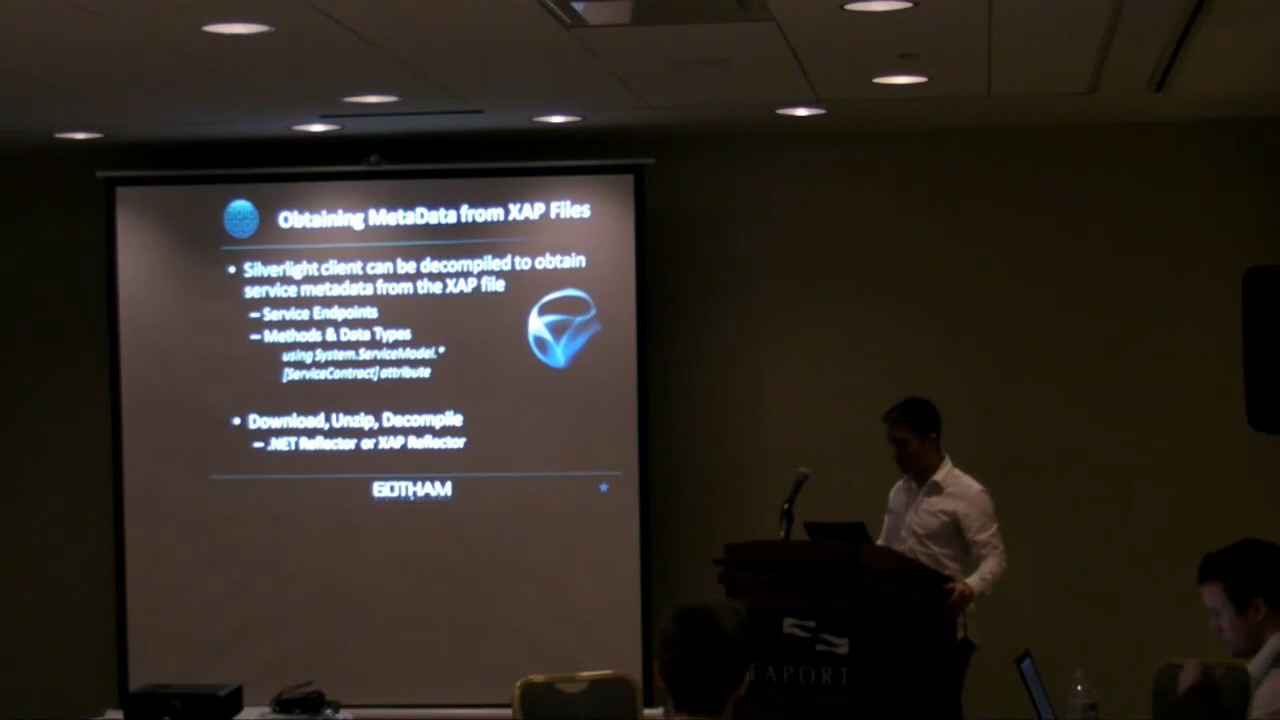 Obtaining MetaData from XAP Files
• Silverlight client can be decompiled to obtain
service metadata from the XAP file
– Service Endpoints
– Methods & Data Types
using System.ServiceModel.*
[ServiceContract] attribute
• Download, Unzip, Decompile
– .NET Reflector or XAP Reflector
GOTHAM
EAPORT